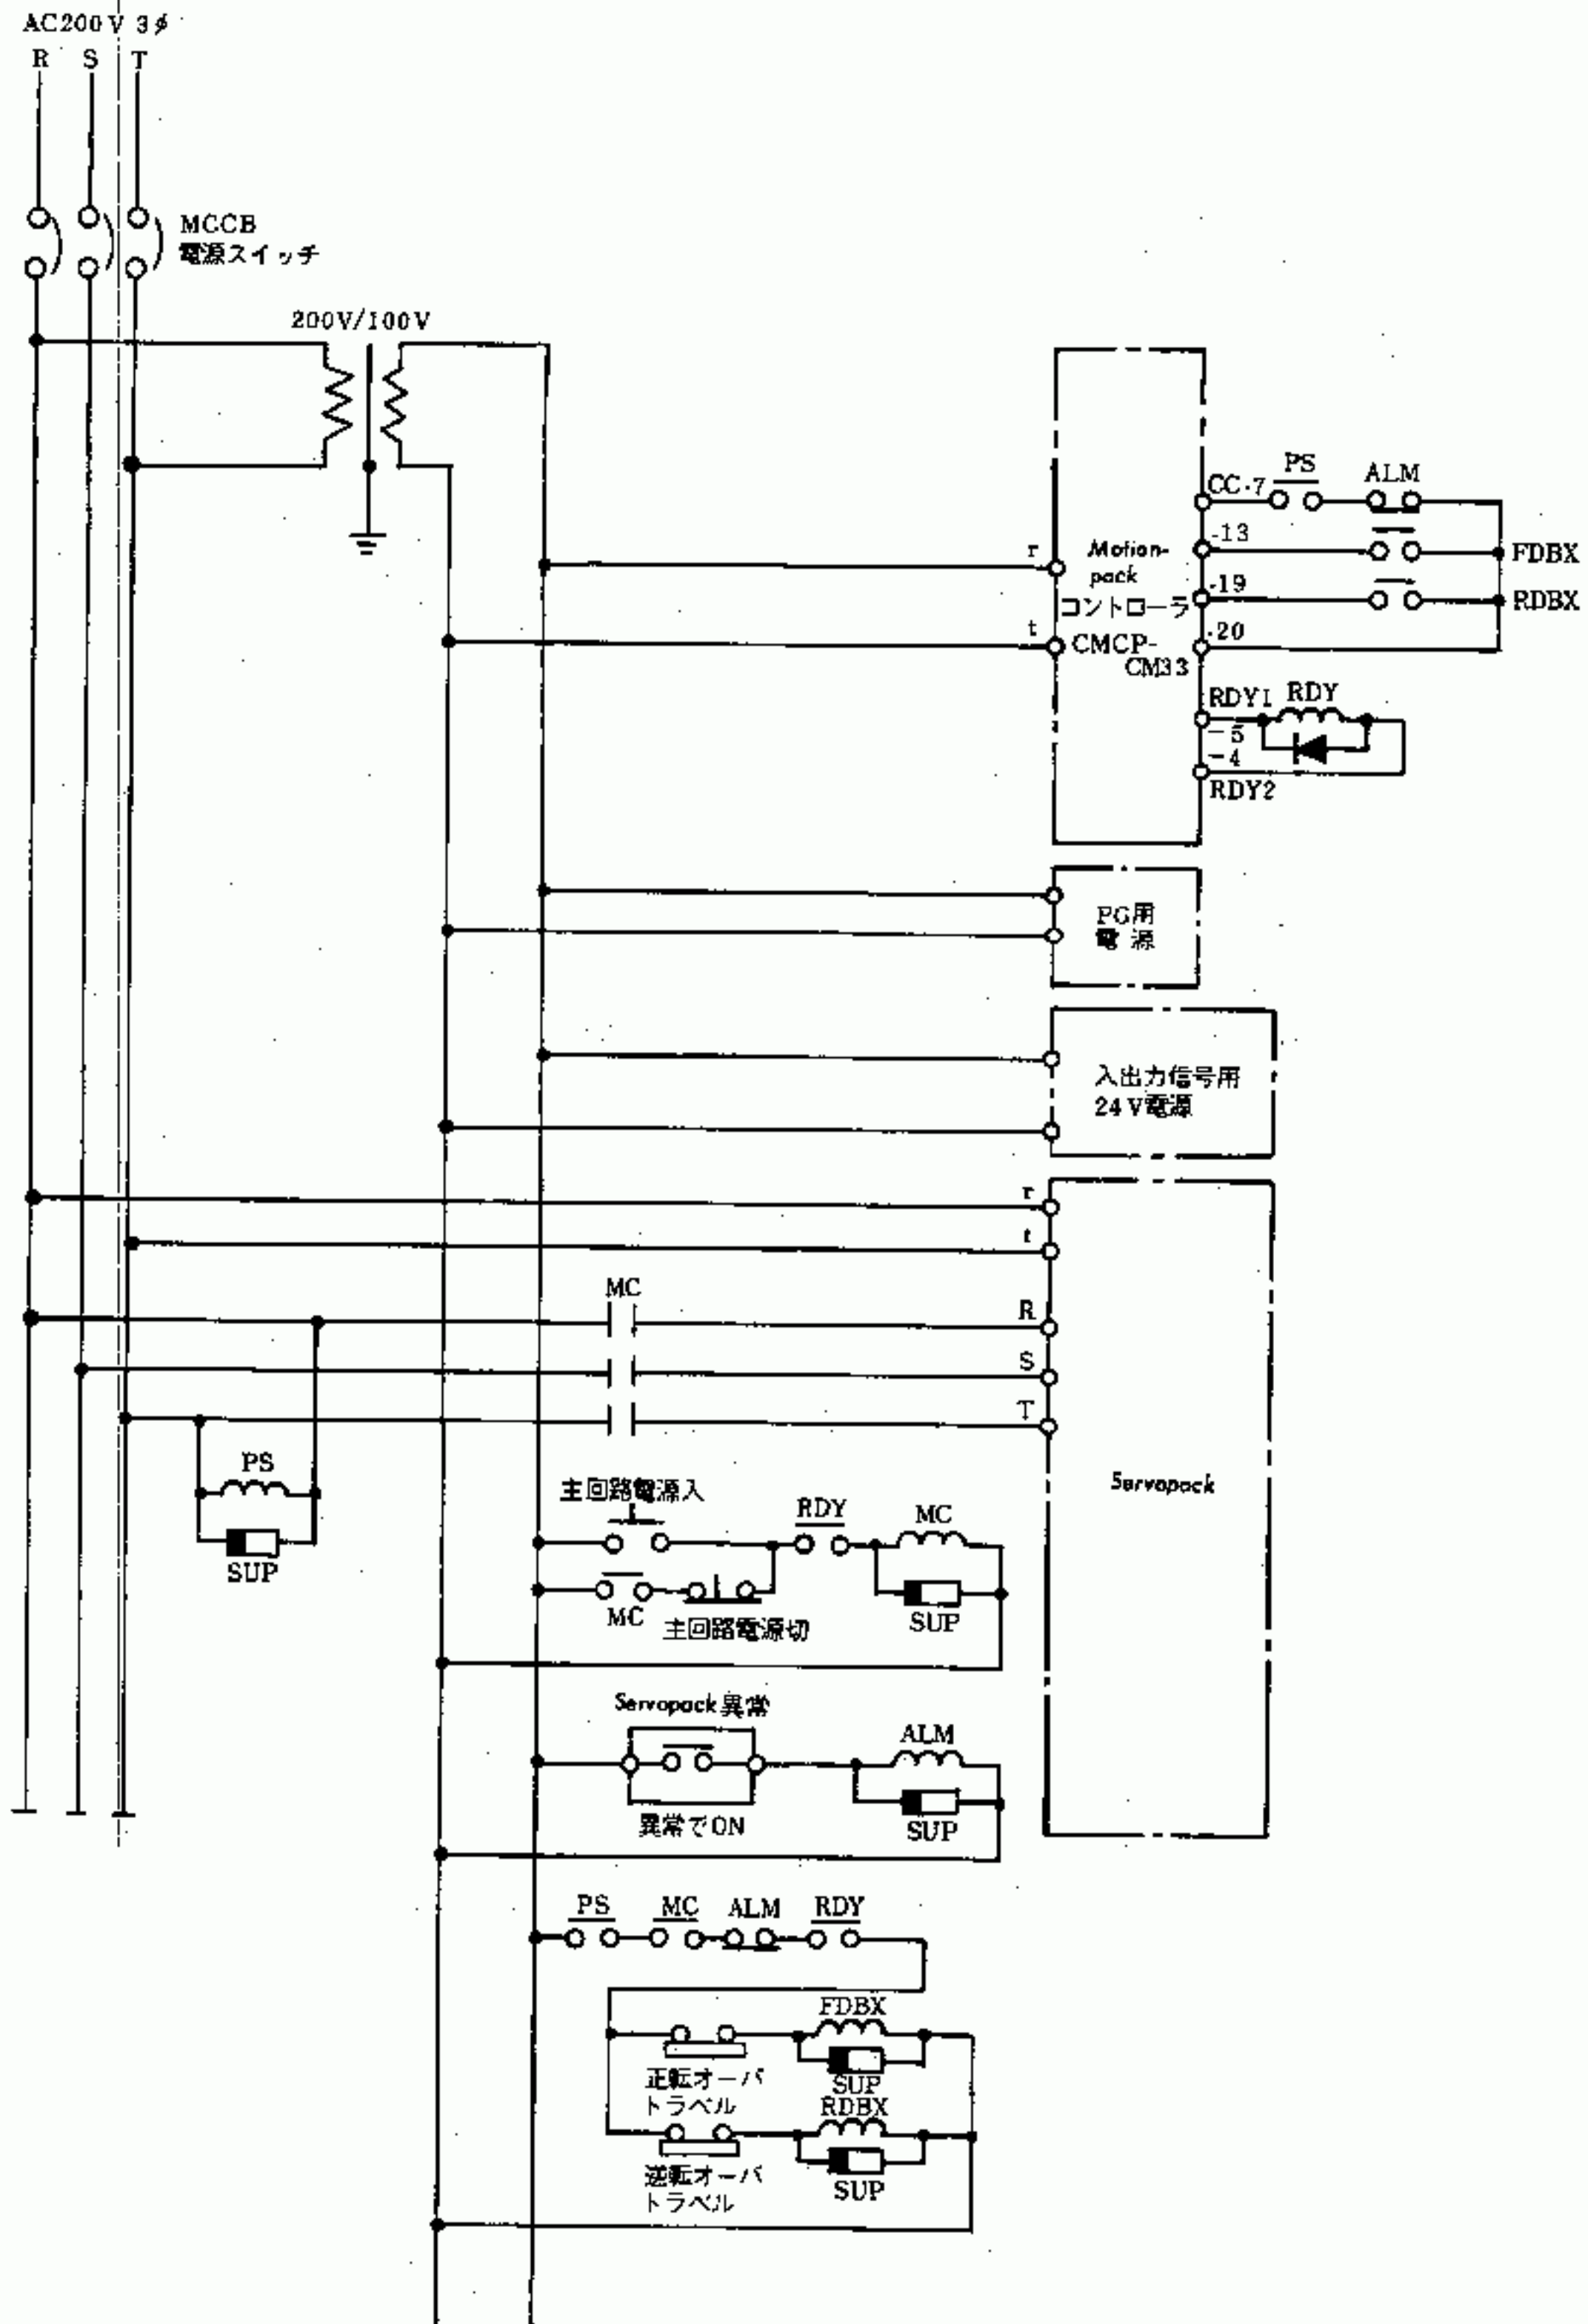 AC200V 3φ
R S T
MCCB
電源スイッチ
200V/100V
PS
ALM
CC-7
r
Motion-
pack
-13
FDBX
コントローラ
-19
RDBX
t
CMCP-
CM33
-20
RDY1
RDY
-5
-4
RDY2
PG用
電源
入出力信号用
24V電源
r
t
MC
R
S
T
PS
SUP
Servopack
主回路電源入
RDY
MC
MC
主回路電源切
SUP
Servopack異常
ALM
異常でON
SUP
PS
MC
ALM
RDY
FDBX
正転オーバ
トラベル
SUP
RDBX
逆転オーバ
トラベル
SUP